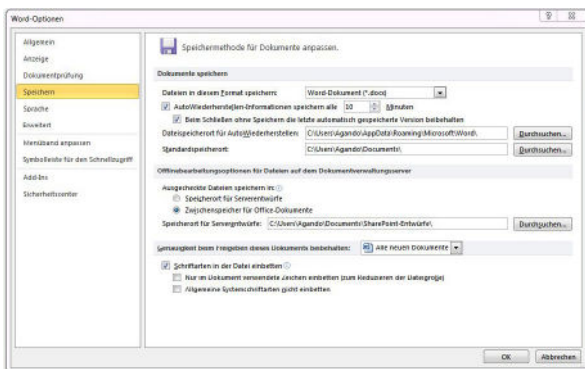 Word-Optionen
Allgemein
Anzeige
Dokumentprüfung
Speichern
Sprache
Erweitert
Menüband anpassen
Symbolleiste für den Schnellzugriff
Add-Ins
Sicherheitscenter
Speichermethode für Dokumente anpassen.
Dokumente speichern
Dateien in diesem Format speichern: Word-Dokument (*.docx)
AutoWiederherstellen-Informationen speichern alle 10 Minuten
Beim Schließen ohne Speichern die letzte automatisch gespeicherte Version beibehalten
Dateispeicherort für AutoWiederherstellen: C:\Users\Agando\AppData\Roaming\Microsoft\Word\ Durchsuchen...
Standardspeicherort: C:\Users\Agando\Documents\ Durchsuchen...
Offlinebearbeitungsoptionen für Dateien auf dem Dokumentverwaltungsserver
Ausgecheckte Dateien speichern in:
Speicherort für Serverentwürfe
Zwischenspeicher für Office-Dokumente
Speicherort für Serverentwürfe: C:\Users\Agando\Documents\SharePoint-Entwürfe\ Durchsuchen...
Genauigkeit beim Freigeben dieses Dokuments beibehalten: Alle neuen Dokumente
Schriftarten in der Datei einbetten
Nur im Dokument verwendete Zeichen einbetten (zum Reduzieren der Dateigröße)
Allgemeine Systemschriftarten nicht einbetten
OK Abbrechen